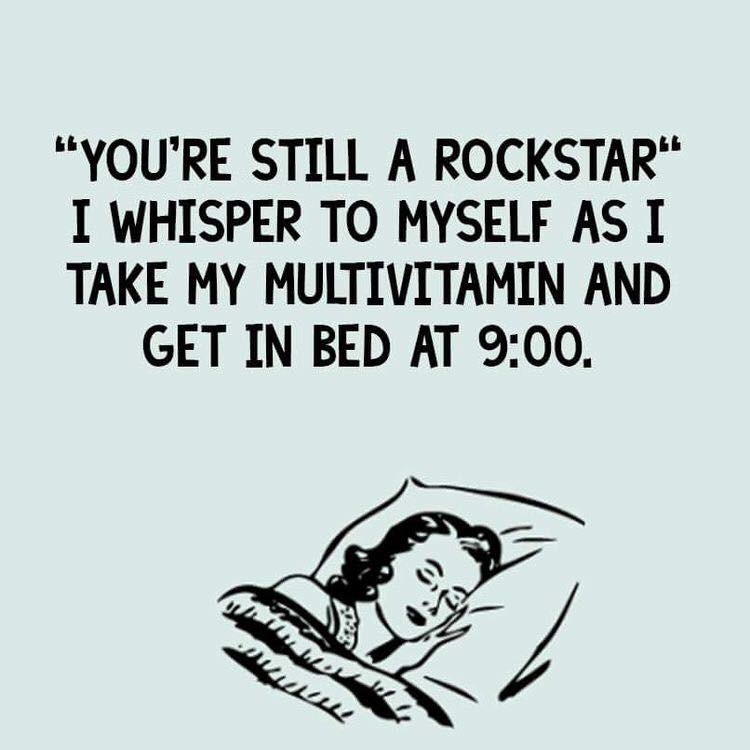 “YOU'RE STILL A ROCKSTAR“
I WHISPER TO MYSELF AS I
TAKE MY MULTIVITAMIN AND
GET IN BED AT 9:00.